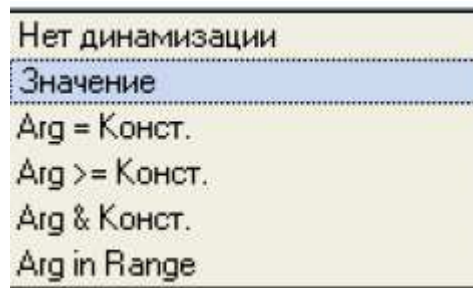 Нет динамизации
Значение
Arg = Конст.
Arg >= Конст.
Arg & Конст.
Arg in Range